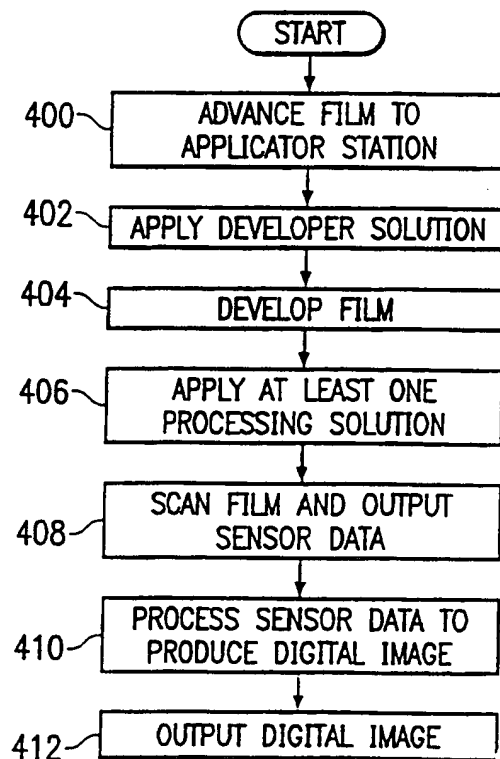 START
400
ADVANCE FILM TO
APPLICATOR STATION
402
APPLY DEVELOPER SOLUTION
404
DEVELOP FILM
406
APPLY AT LEAST ONE
PROCESSING SOLUTION
408
SCAN FILM AND OUTPUT
SENSOR DATA
410
PROCESS SENSOR DATA TO
PRODUCE DIGITAL IMAGE
412
OUTPUT DIGITAL IMAGE